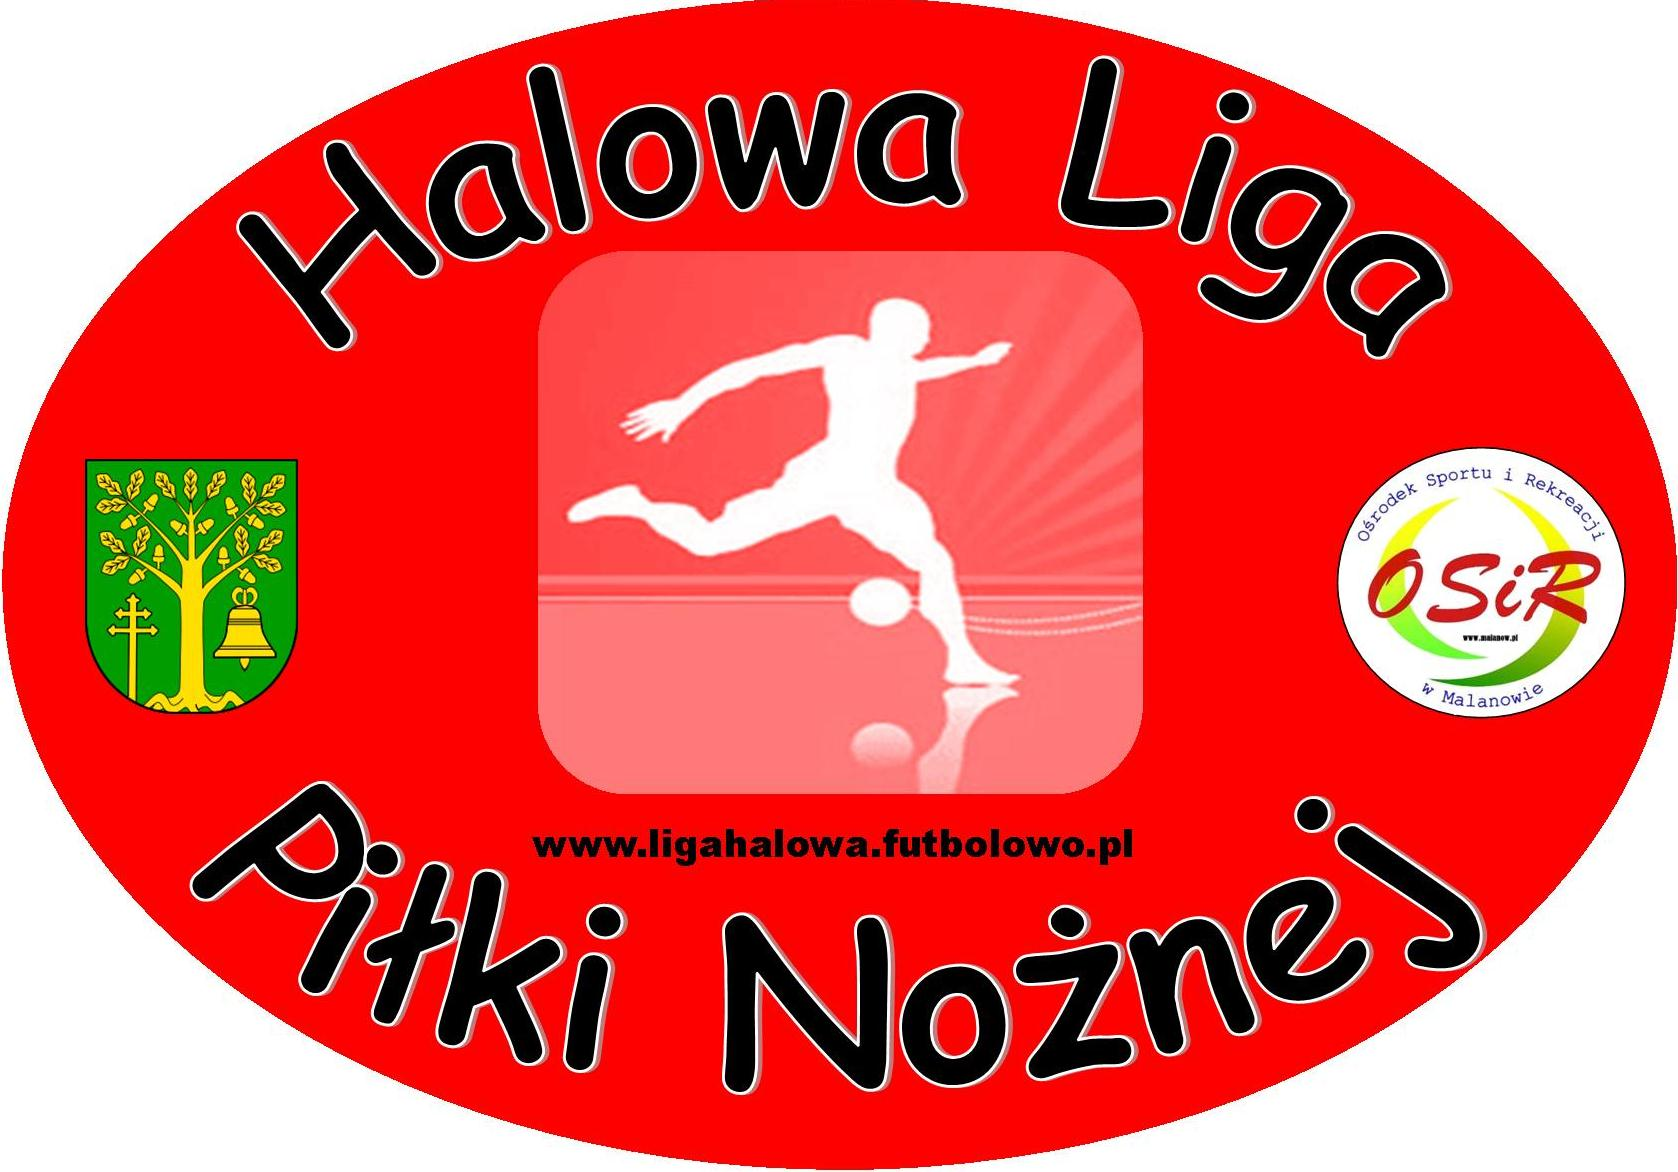 Halowa Liga
Ośrodek Sportu i Rekreacji
OSiR
www.malanow.pl
w Malanowie
www.ligahalowa.futbolowo.pl
Piłki Nożnej